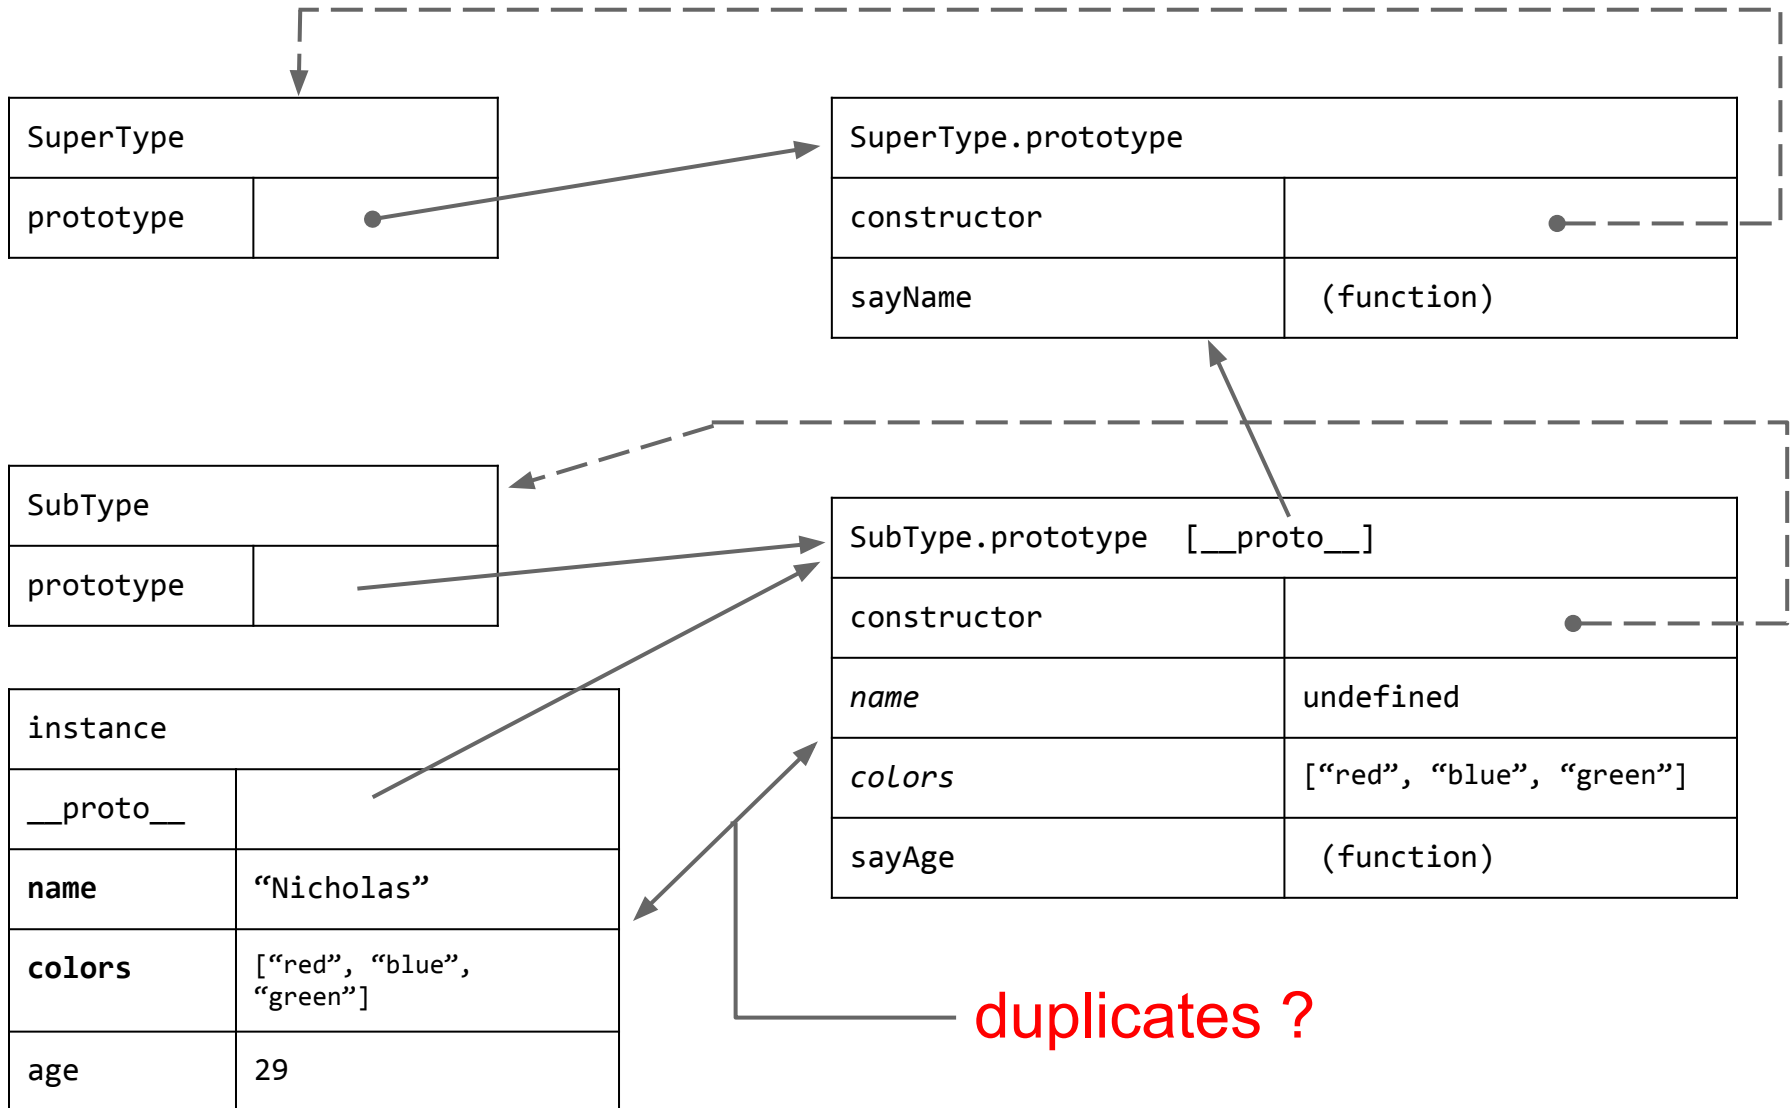 SuperType
prototype
SuperType.prototype
constructor
sayName (function)
SubType
prototype
SubType.prototype [__proto__]
constructor
name undefined
colors [“red”, “blue”, “green”]
sayAge (function)
instance
__proto__
name “Nicholas”
colors [“red”, “blue”,
“green”]
age 29
duplicates ?